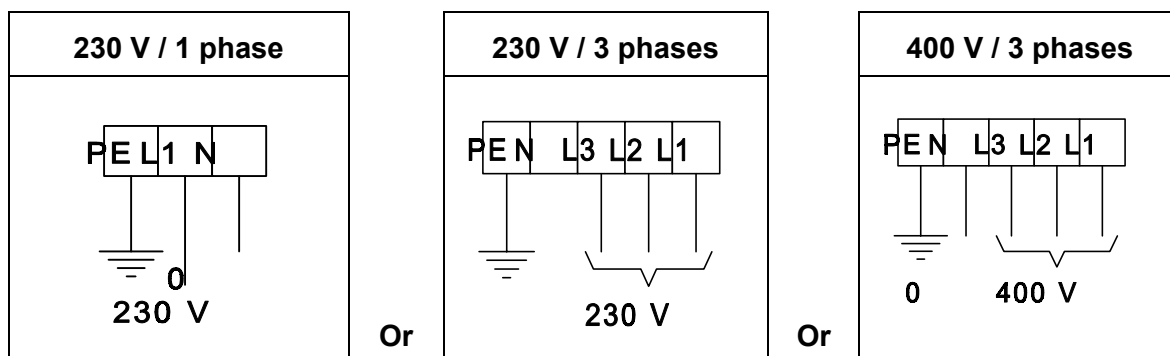 230 V / 1 phase
PE L1 N
0
230 V
Or
230 V / 3 phases
PE N L3 L2 L1
230 V
Or
400 V / 3 phases
PE N L3 L2 L1
0 400 V